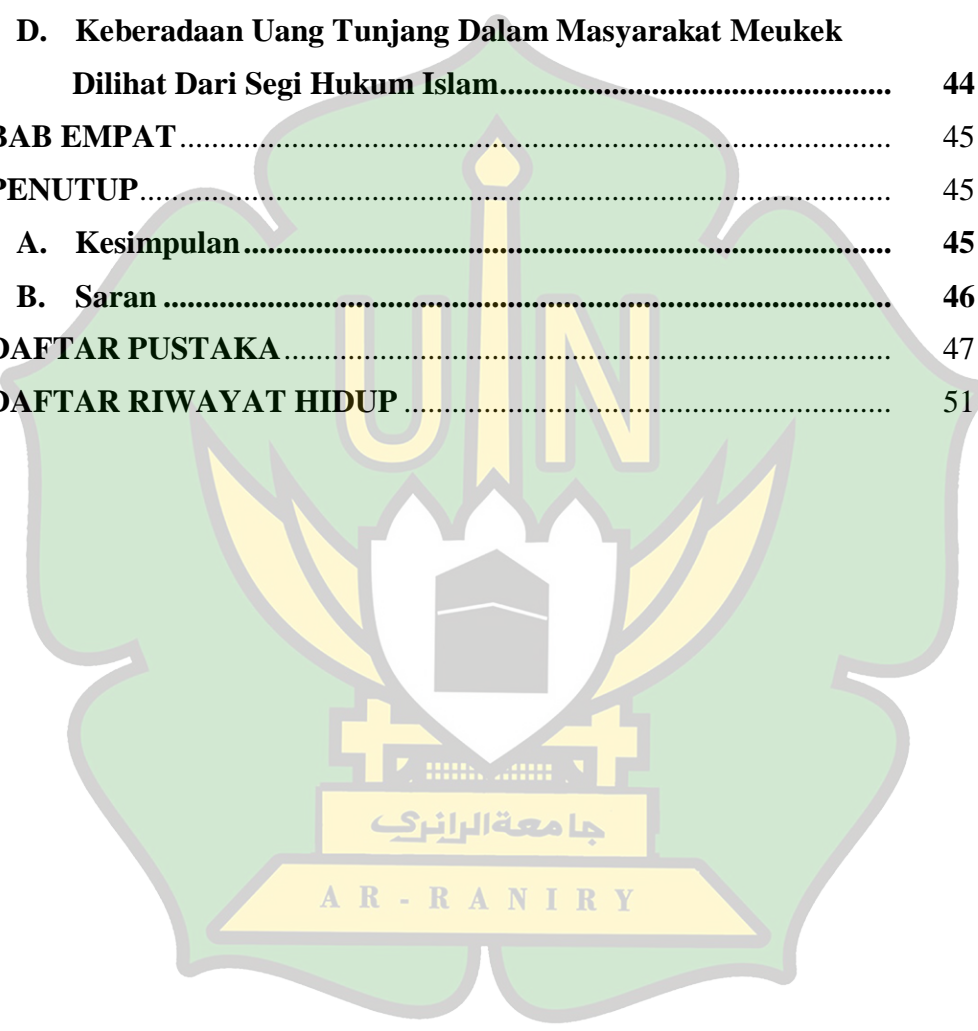 D. Keberadaan Uang Tunjang Dalam Masyarakat Meukek
Dilihat Dari Segi Hukum Islam.......................................................... 44
BAB EMPAT.......................................................................................... 45
PENUTUP............................................................................................... 45
A. Kesimpulan..................................................................................... 45
B. Saran............................................................................................... 46
DAFTAR PUSTAKA............................................................................. 47
DAFTAR RIWAYAT HIDUP............................................................... 51
UIN
جامعة الرانري
AR-RANIRY